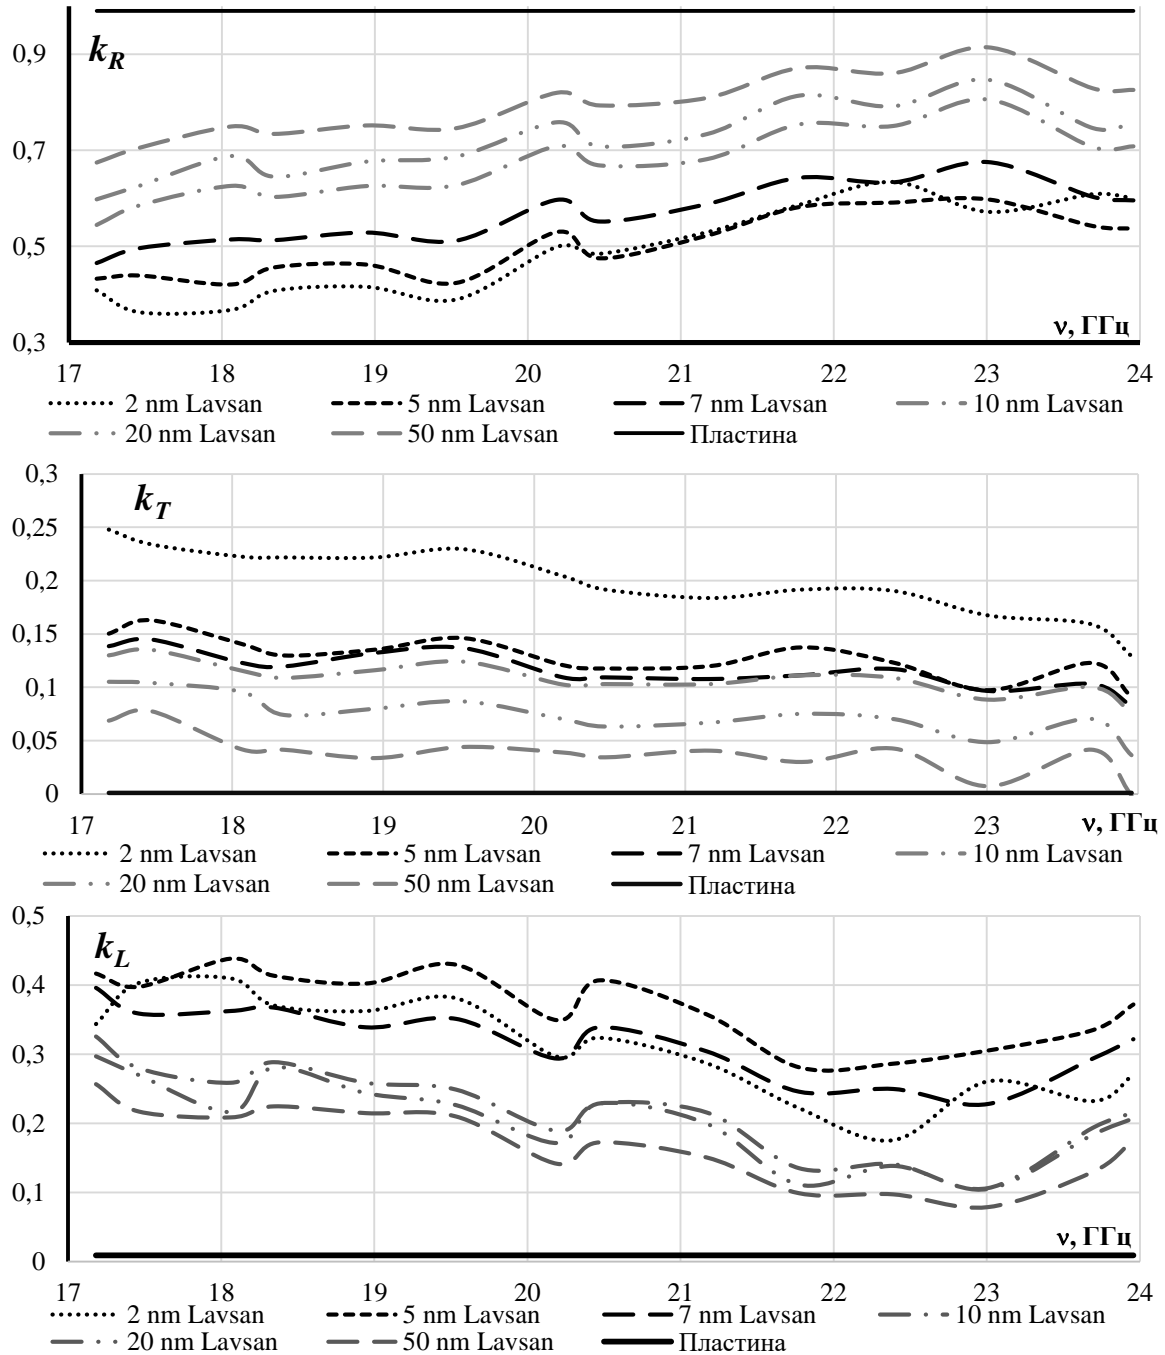 0,9
k_R
0,7
0,5
0,3
ν, ГГц
17 18 19 20 21 22 23 24
2 nm Lavsan 5 nm Lavsan 7 nm Lavsan 10 nm Lavsan
20 nm Lavsan 50 nm Lavsan Пластина
0,3
k_T
0,25
0,2
0,15
0,1
0,05
0
17 18 19 20 21 22 23 ν, ГГц
2 nm Lavsan 5 nm Lavsan 7 nm Lavsan 10 nm Lavsan
20 nm Lavsan 50 nm Lavsan Пластина
0,5
k_L
0,4
0,3
0,2
0,1
ν, ГГц
0
17 18 19 20 21 22 23 24
2 nm Lavsan 5 nm Lavsan 7 nm Lavsan 10 nm Lavsan
20 nm Lavsan 50 nm Lavsan Пластина